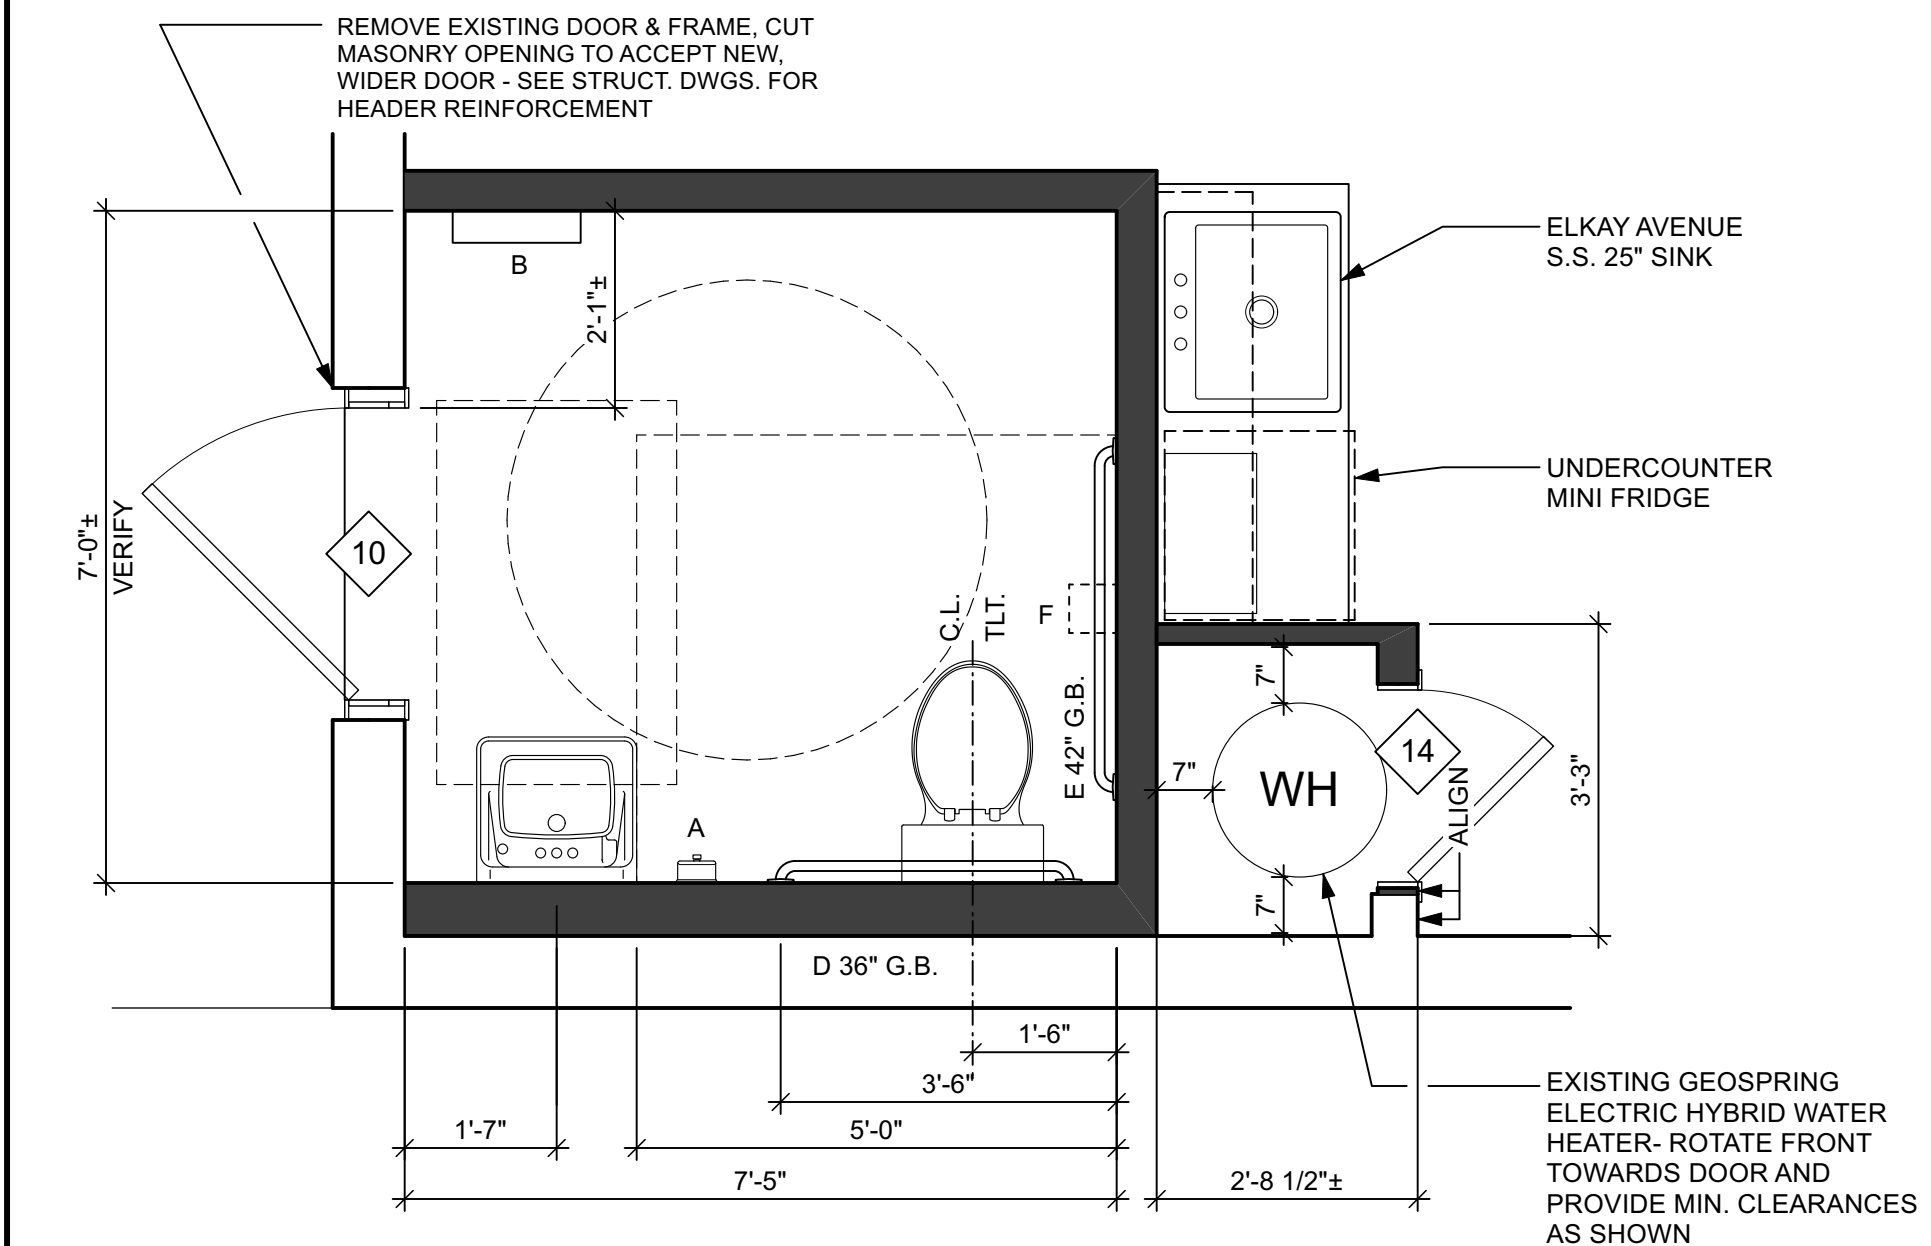 REMOVE EXISTING DOOR & FRAME, CUT
MASONRY OPENING TO ACCEPT NEW,
WIDER DOOR - SEE STRUCT. DWGS. FOR
HEADER REINFORCEMENT
B
2'-1"±
ELKAY AVENUE
S.S. 25" SINK
UNDERCOUNTER
MINI FRIDGE
7'-0"±
VERIFY
10
C.L.
TLT.
F
E 42" G.B.
A
7"
7"
WH
7"
14
ALIGN
3'-3"
D 36" G.B.
1'-6"
3'-6"
1'-7"
5'-0"
7'-5"
2'-8 1/2"±
EXISTING GEOSPRING
ELECTRIC HYBRID WATER
HEATER- ROTATE FRONT
TOWARDS DOOR AND
PROVIDE MIN. CLEARANCES
AS SHOWN